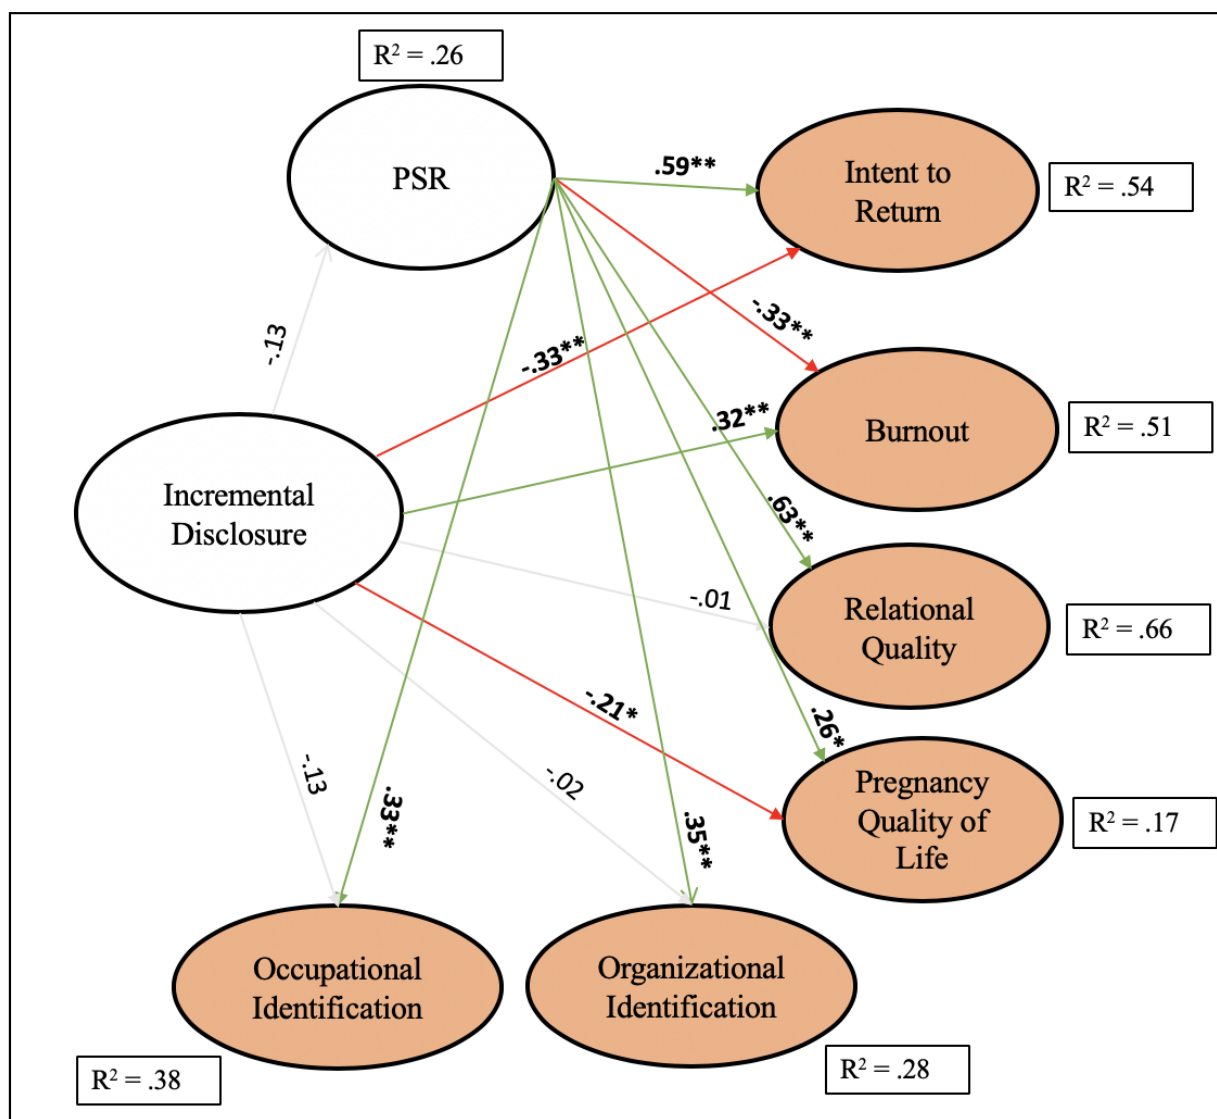 R² = .26
PSR
.59**
Intent to
Return
R² = .54
-.13
-.33**
-.33**
.32**
Burnout
R² = .51
Incremental
Disclosure
.63**
-.01
Relational
Quality
R² = .66
-.21*
.26*
Pregnancy
Quality of
Life
R² = .17
-.13
-.02
.33**
.35**
Occupational
Identification
Organizational
Identification
R² = .38
R² = .28